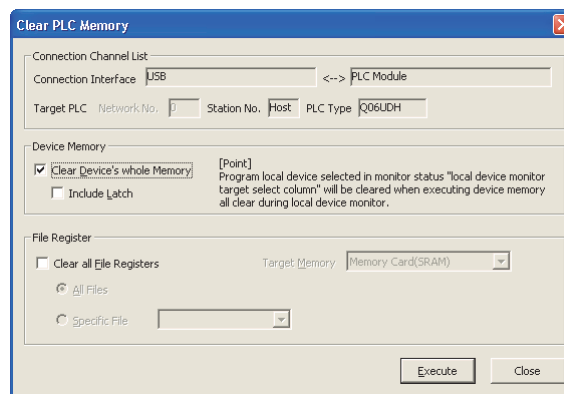 Clear PLC Memory
Connection Channel List
Connection Interface USB <--> PLC Module
Target PLC Network No. 0 Station No. Host PLC Type Q06UDH
Device Memory
Clear Device's whole Memory
Include Latch
[Point]
Program local device selected in monitor status "local device monitor
target select column" will be cleared when executing device memory
all clear during local device monitor.
File Register
Clear all File Registers Target Memory Memory Card(SRAM)
All Files
Specific File
Execute Close